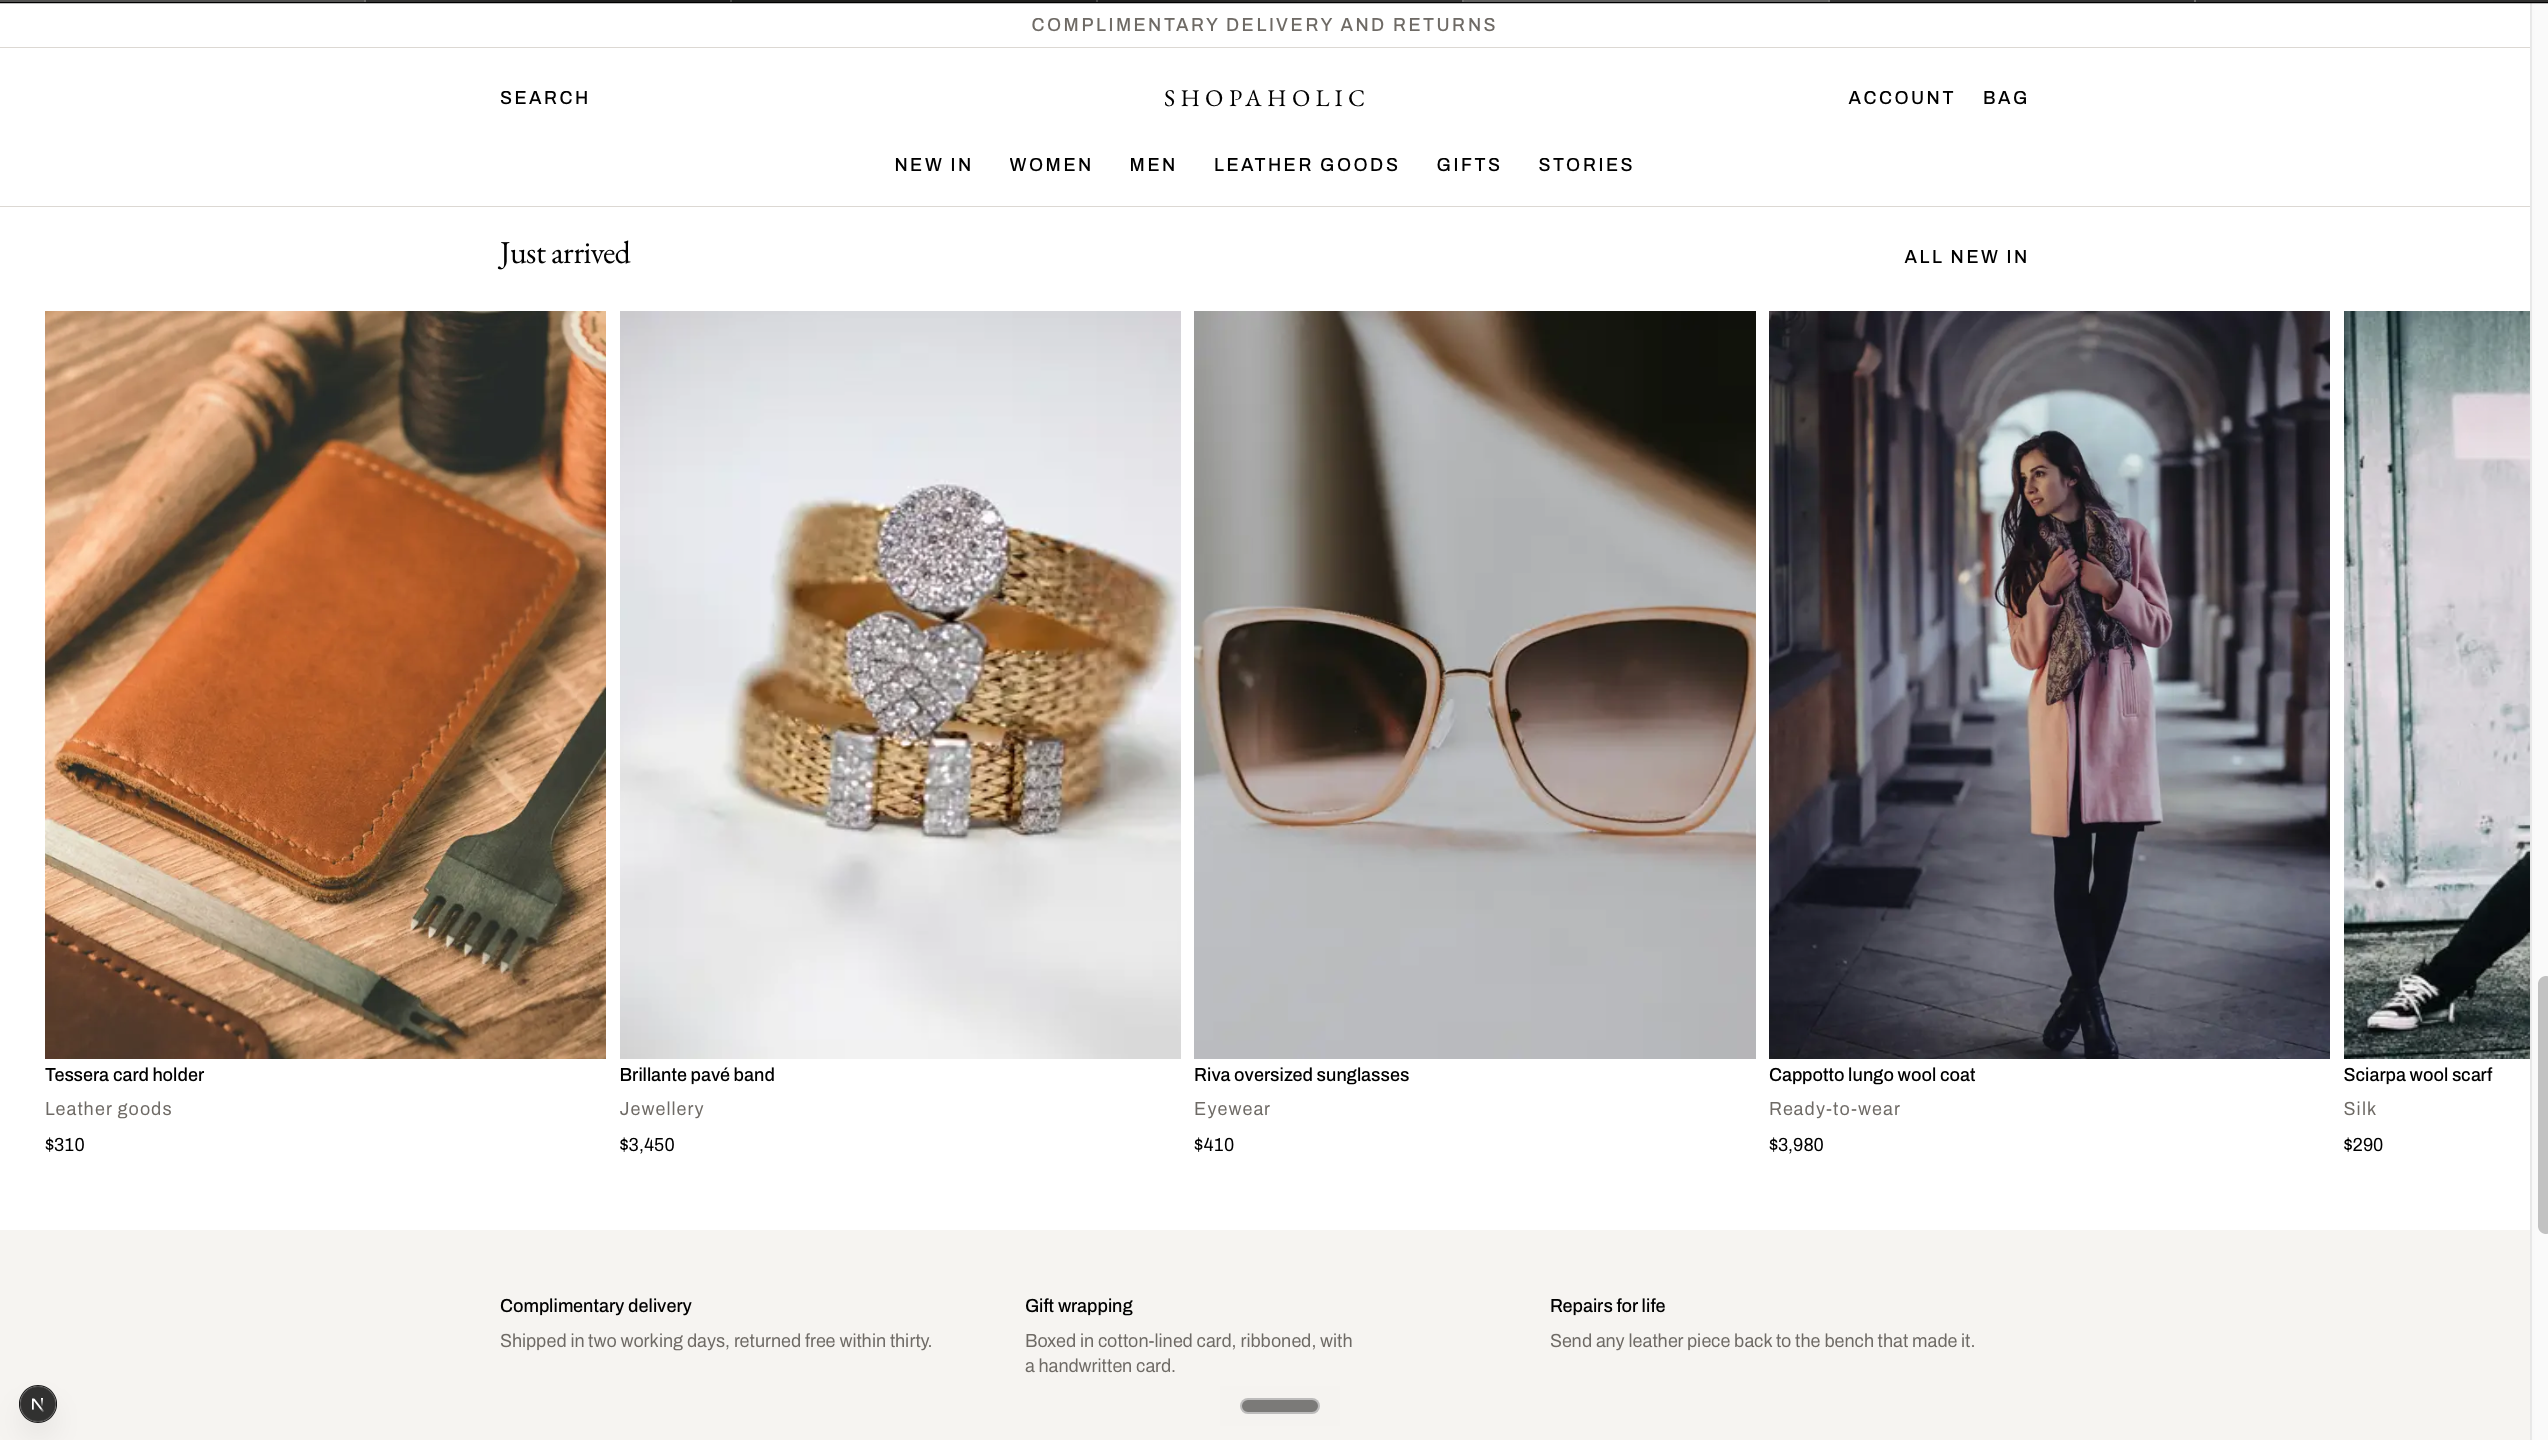 COMPLIMENTARY DELIVERY AND RETURNS
SEARCH
SHOPAHOLIC
ACCOUNT BAG
NEW IN WOMEN MEN LEATHER GOODS GIFTS STORIES
Just arrived
ALL NEW IN
Tessera card holder
Leather goods
$310
Brillante pavé band
Jewellery
$3,450
Riva oversized sunglasses
Eyewear
$410
Cappotto lungo wool coat
Ready-to-wear
$3,980
Sciarpa wool scarf
Silk
$290
Complimentary delivery
Shipped in two working days, returned free within thirty.
Gift wrapping
Boxed in cotton-lined card, ribboned, with
a handwritten card.
Repairs for life
Send any leather piece back to the bench that made it.
N